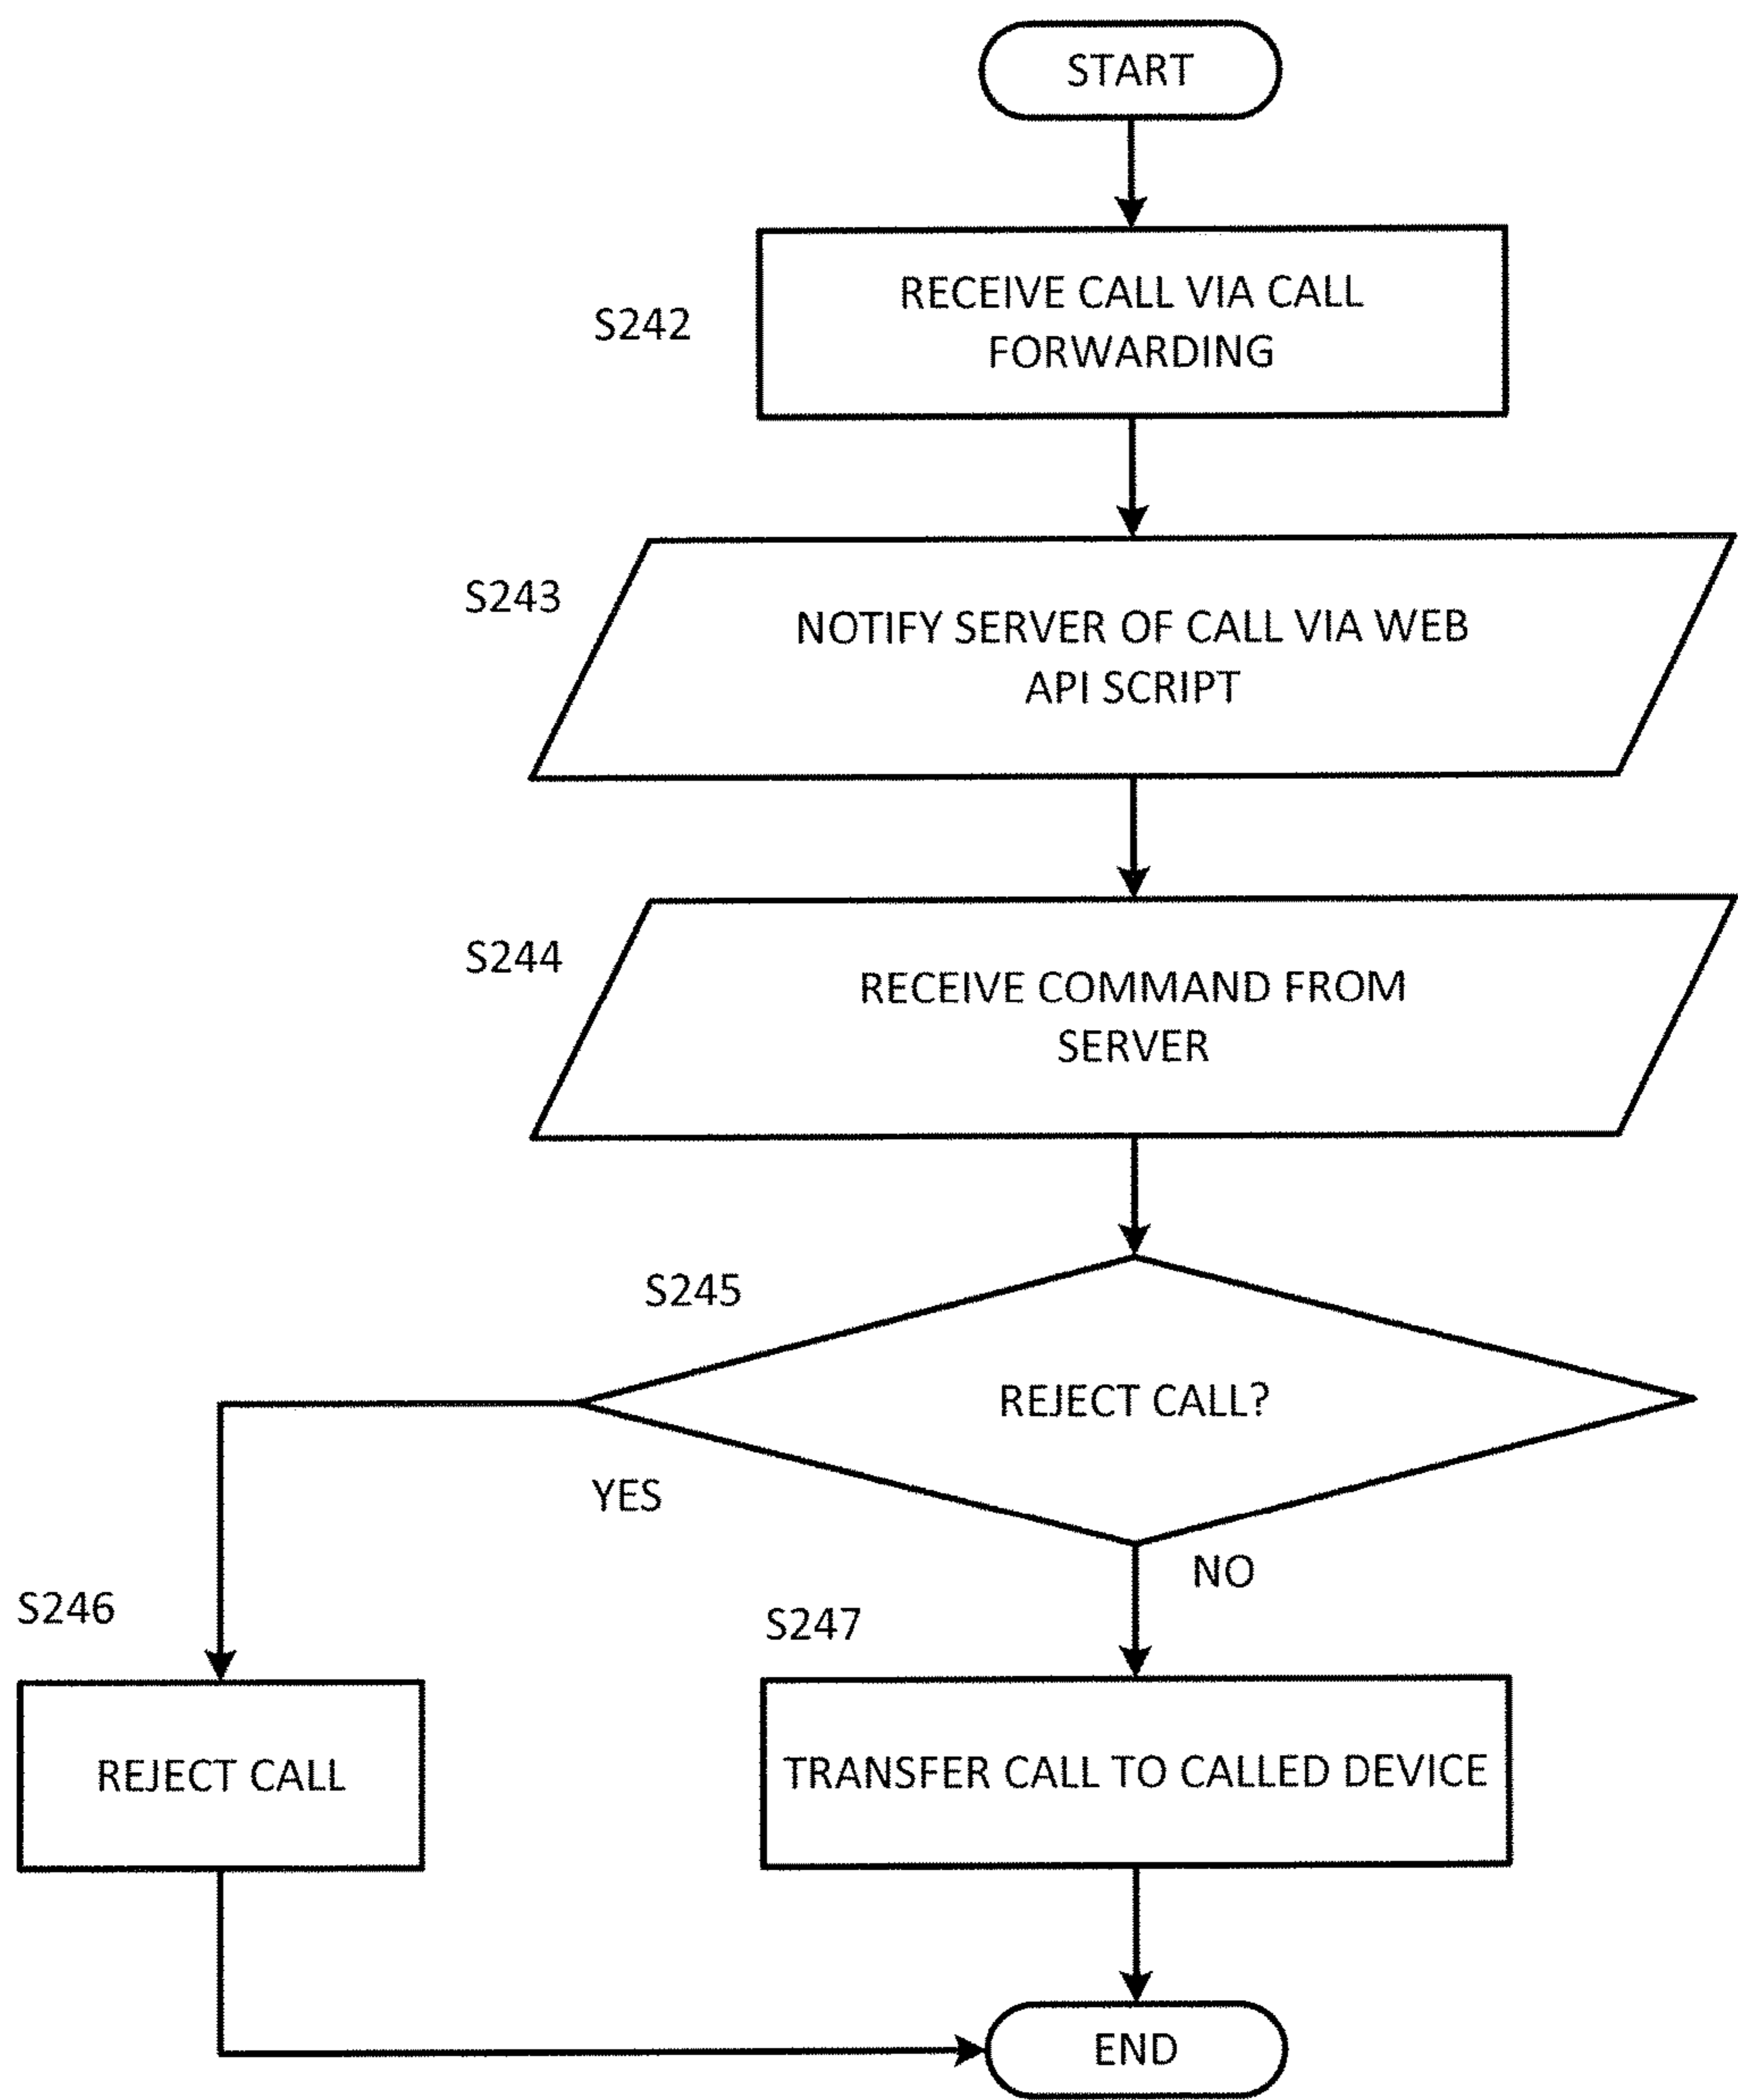 START
S242
RECEIVE CALL VIA CALL
FORWARDING
S243
NOTIFY SERVER OF CALL VIA WEB
API SCRIPT
S244
RECEIVE COMMAND FROM
SERVER
S245
REJECT CALL?
YES
NO
S246
S247
REJECT CALL
TRANSFER CALL TO CALLED DEVICE
END